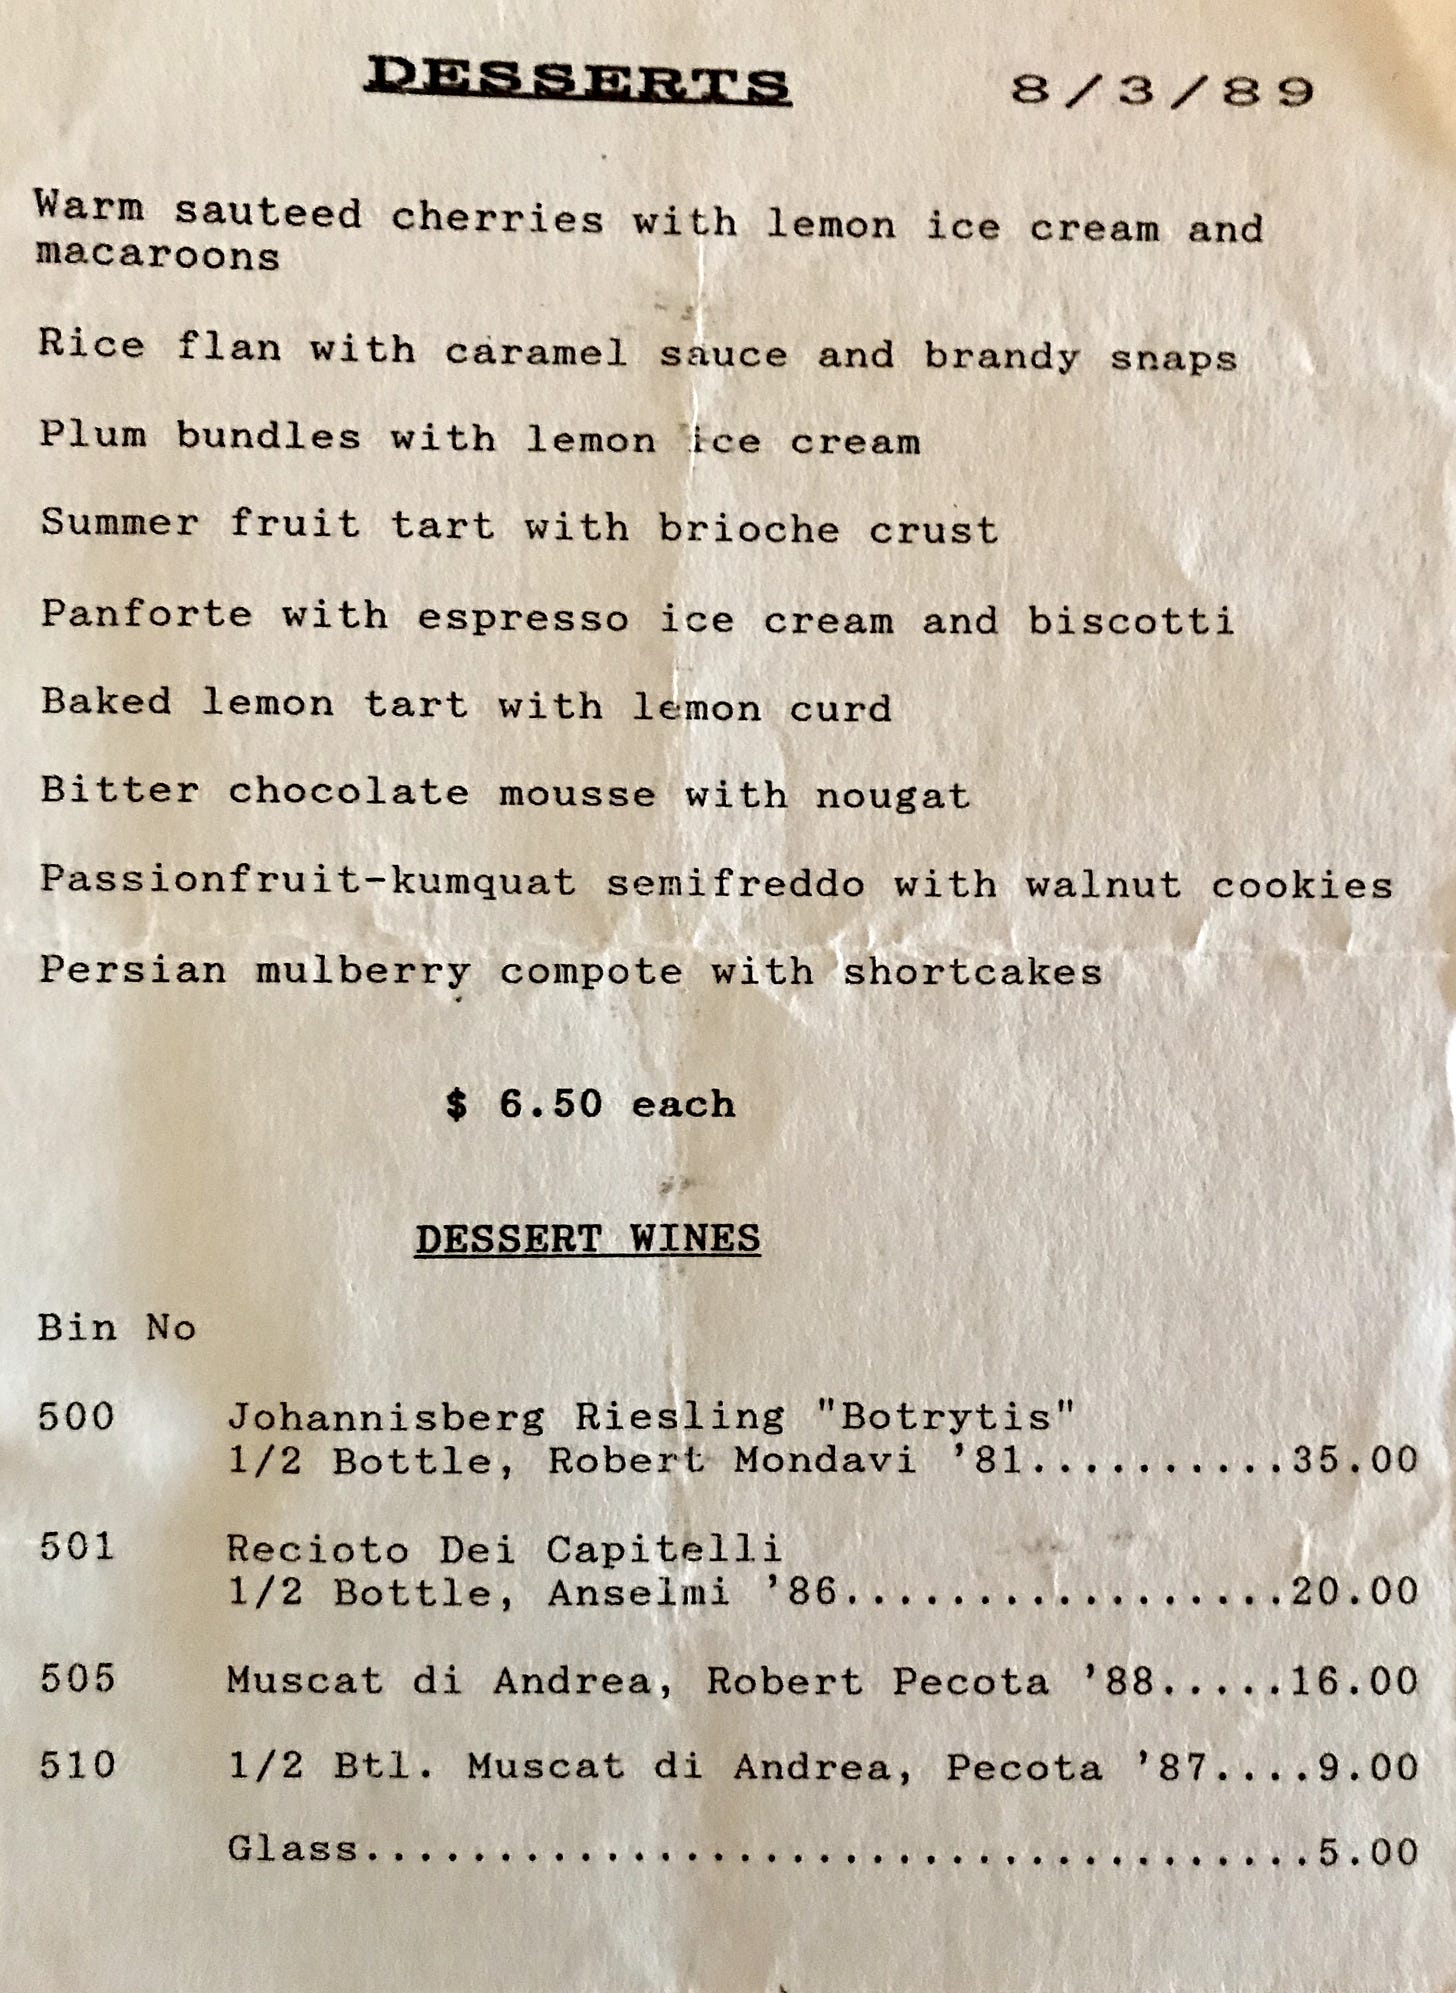 DESSERTS 8/3/89
Warm sauteed cherries with lemon ice cream and
macaroons
Rice flan with caramel sauce and brandy snaps
Plum bundles with lemon ice cream
Summer fruit tart with brioche crust
Panforte with espresso ice cream and biscotti
Baked lemon tart with lemon curd
Bitter chocolate mousse with nougat
Passionfruit-kumquat semifreddo with walnut cookies
Persian mulberry compote with shortcakes
$ 6.50 each
DESSERT WINES
Bin No
500 Johannisberg Riesling "Botrytis"
1/2 Bottle, Robert Mondavi '81..........35.00
501 Recioto Dei Capitelli
1/2 Bottle, Anselmi '86.................20.00
505 Muscat di Andrea, Robert Pecota '88.....16.00
510 1/2 Btl. Muscat di Andrea, Pecota '87....9.00
Glass....................................5.00